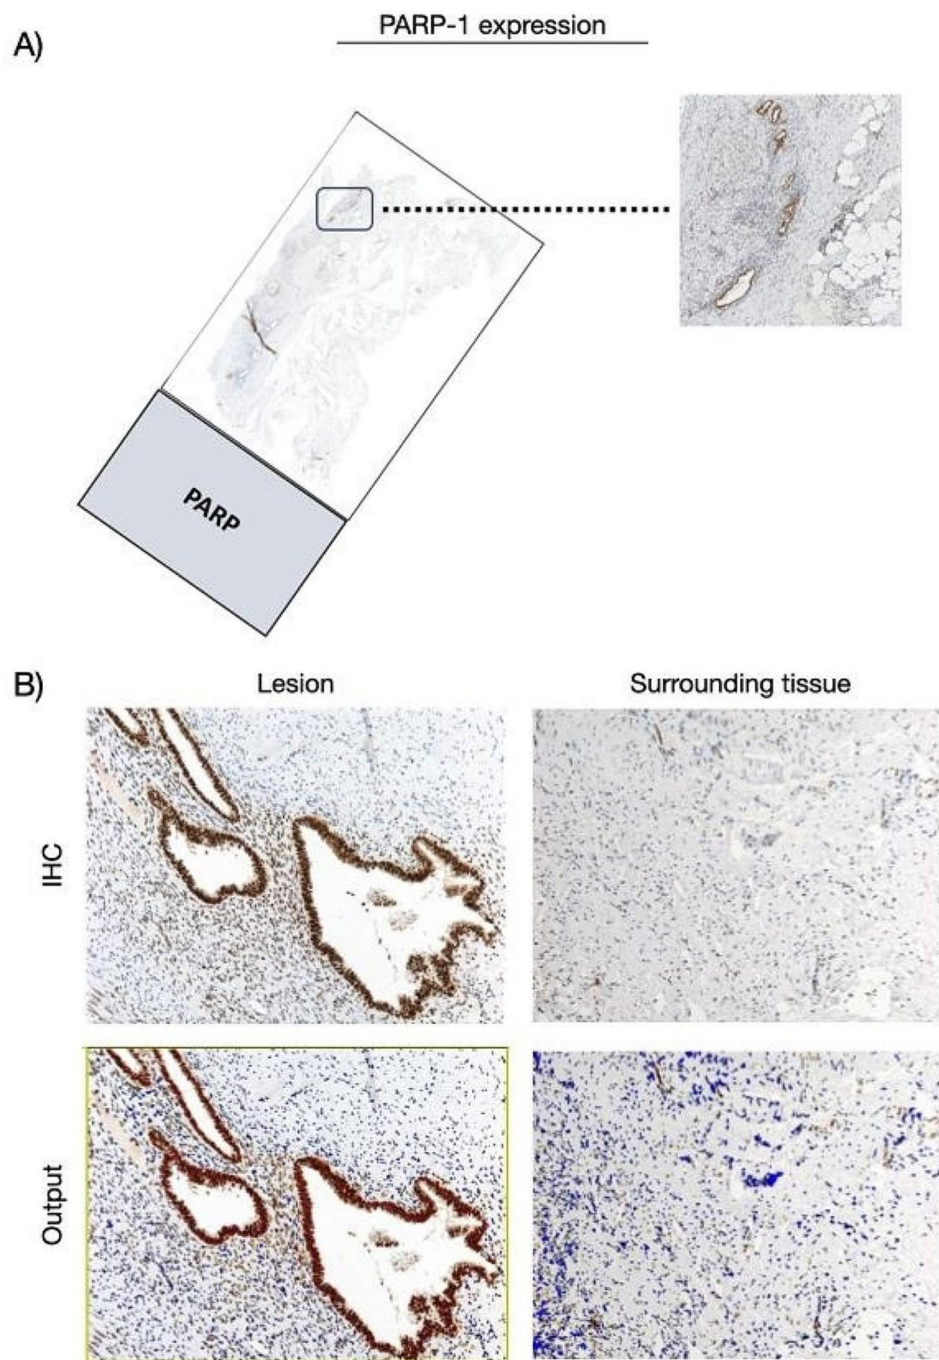 PARP-1 expression
A)
PARP
B)
Lesion
Surrounding tissue
IHC
Output